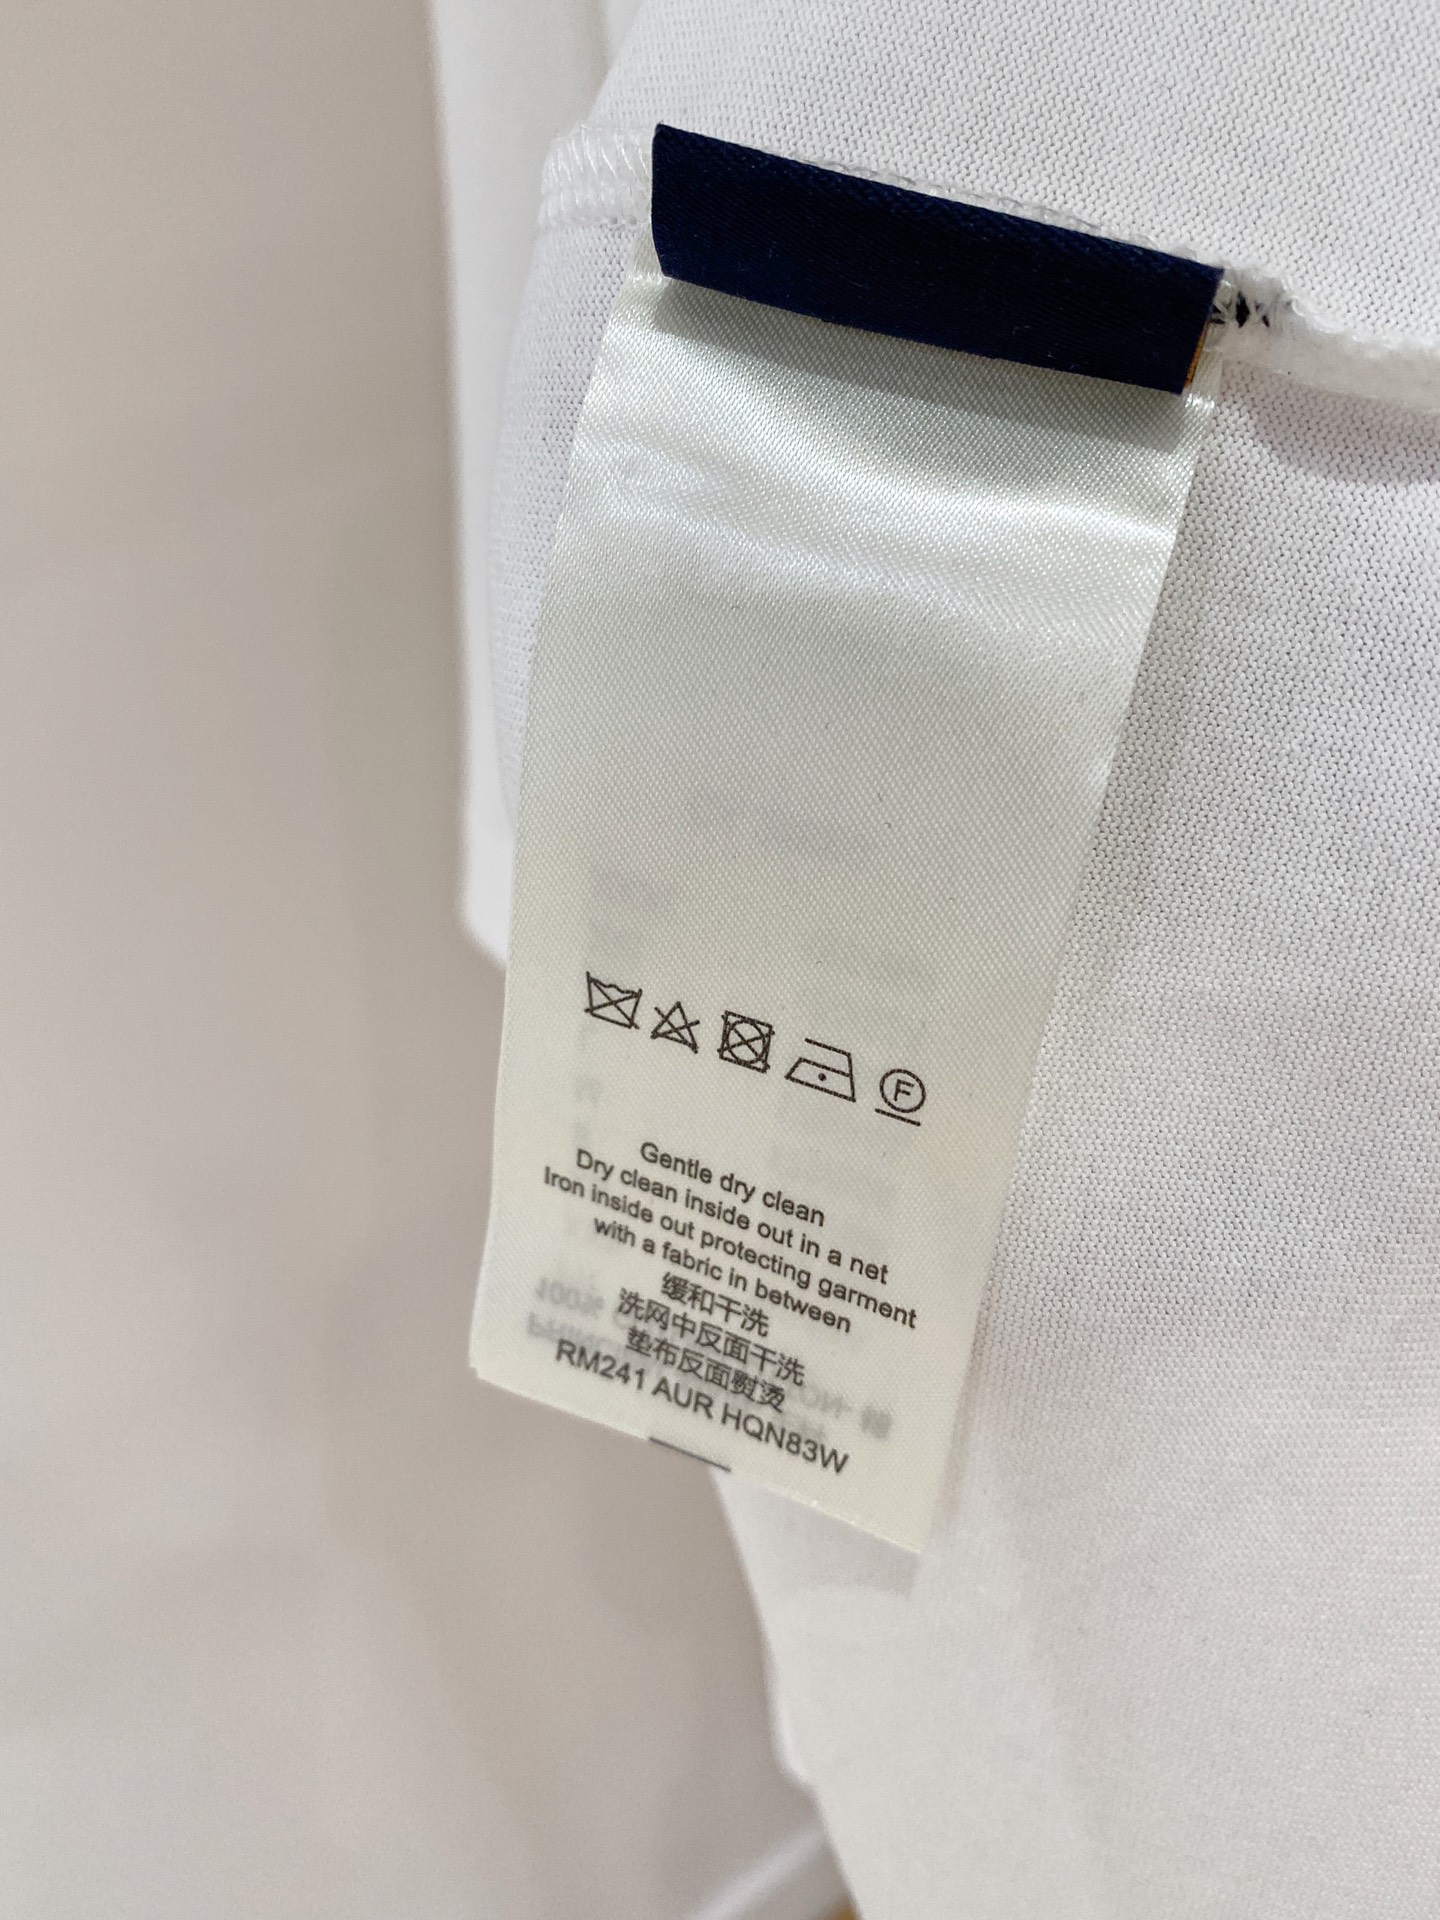 F
Gentle dry clean
Dry clean inside out in a net
Iron inside out protecting garment
with a fabric in between
缓和干洗
洗网中反面干洗
垫布反面熨烫
RM241 AUR HQN83W